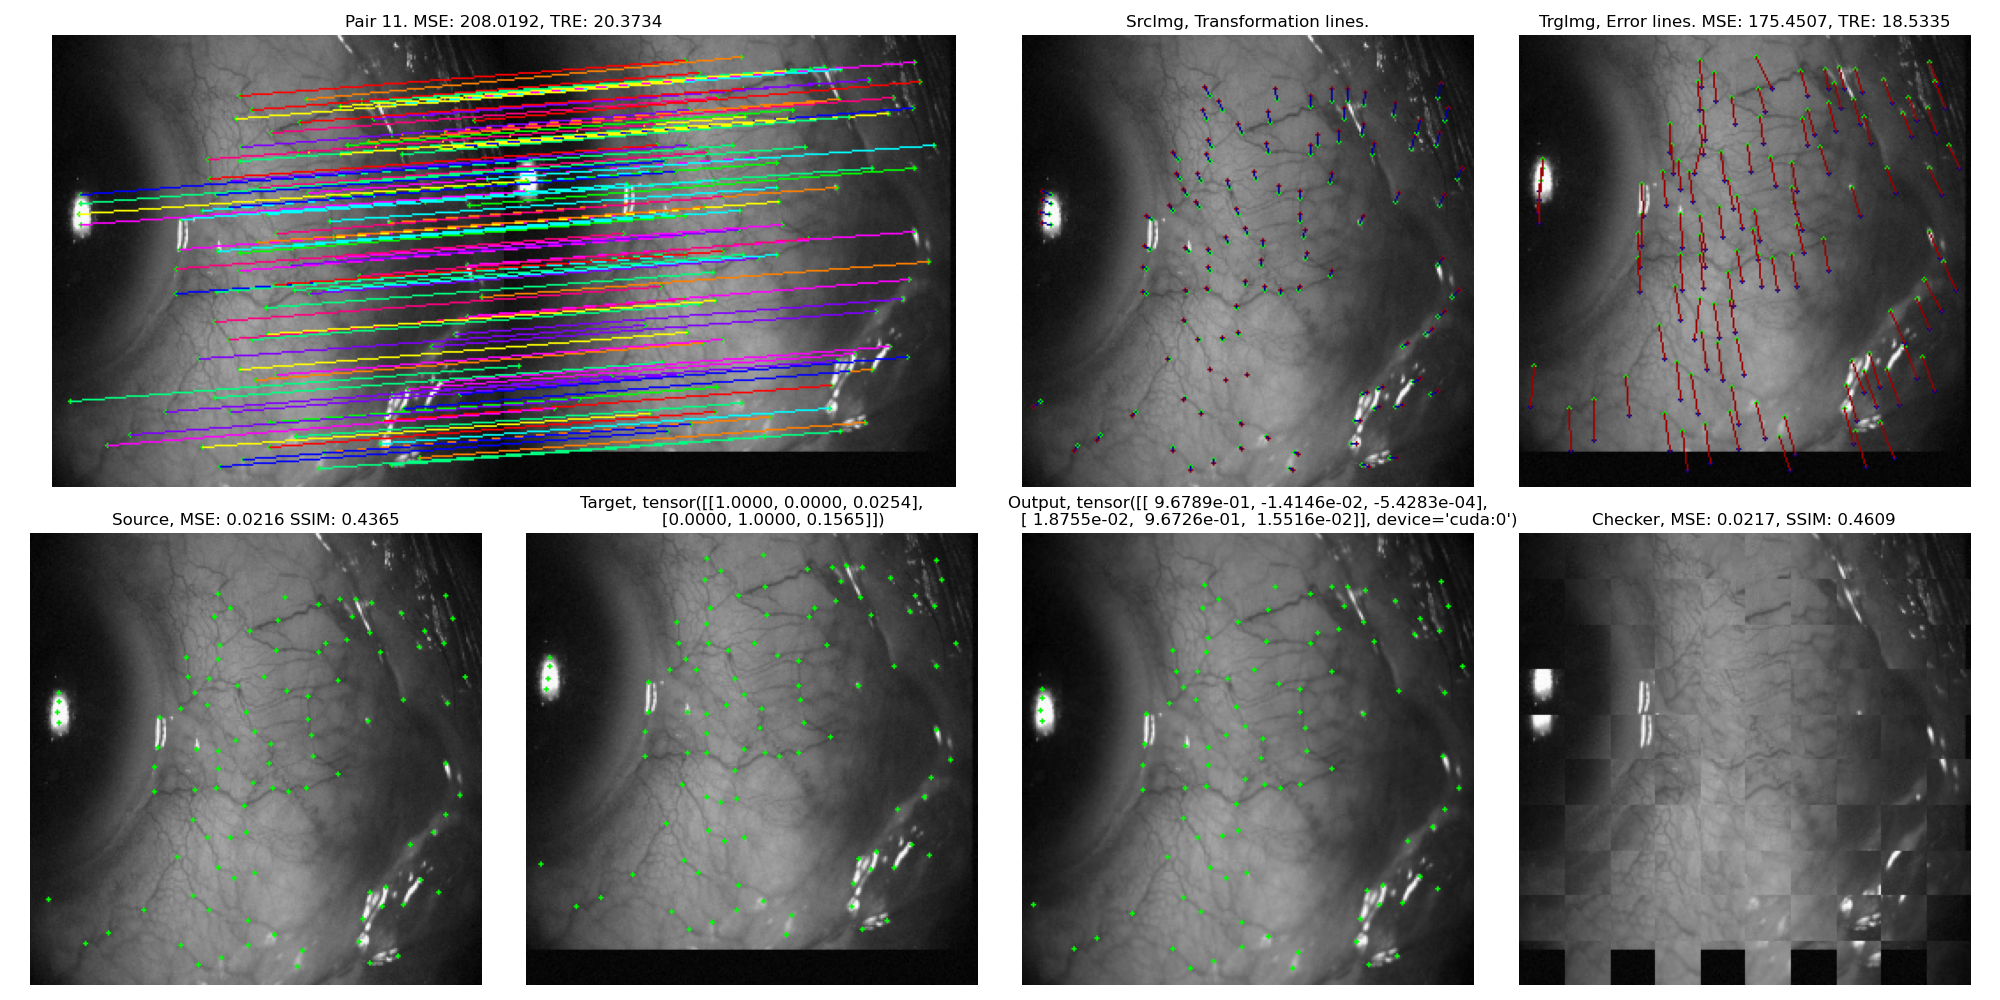 Pair 11. MSE: 208.0192, TRE: 20.3734
SrcImg, Transformation lines.
TrgImg, Error lines. MSE: 175.4507, TRE: 18.5335
Source, MSE: 0.0216 SSIM: 0.4365
Target, tensor([[1.0000, 0.0000, 0.0254],
[0.0000, 1.0000, 0.1565]])
Output, tensor([[ 9.6789e-01, -1.4146e-02, -5.4283e-04],
[ 1.8755e-02,  9.6726e-01,  1.5516e-02]], device='cuda:0')
Checker, MSE: 0.0217, SSIM: 0.4609